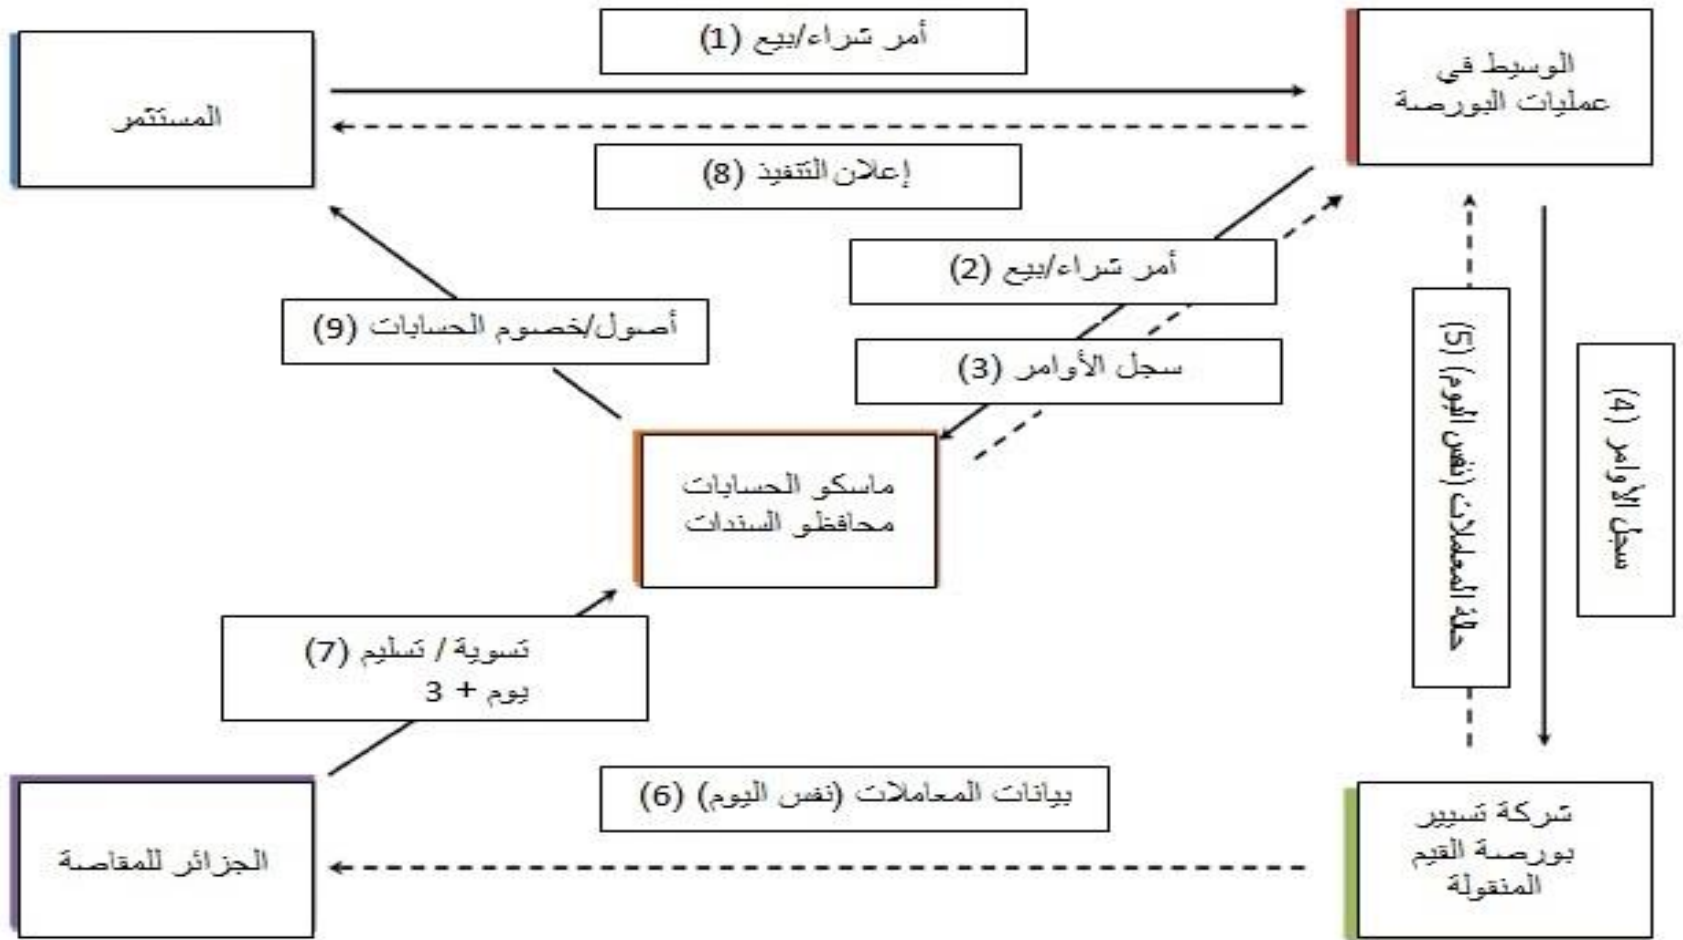 أمر شراء/بيع (1)
الوسيط في
عمليات البورصة
المستثمر
إعلان التنفيذ (8)
أمر شراء/بيع (2)
أصول/خصوم الحسابات (9)
سجل الأوامر (3)
حالة المعاملات (نفس اليوم) (5)
سجل الأوامر (4)
ماسكو الحسابات
محافظو السندات
تسوية / تسليم (7)
يوم + 3
بيانات المعاملات (نفس اليوم) (6)
شركة تسيير
بورصة القيم
المنقولة
الجزائر للمقاصة